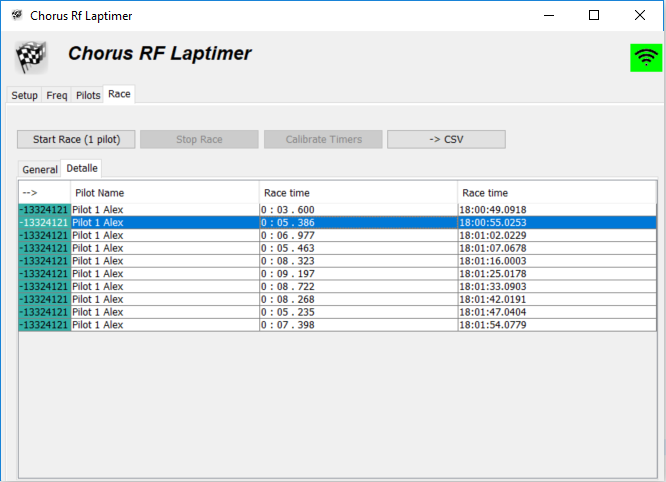 Chorus Rf Laptimer
Chorus RF Laptimer
Setup Freq Pilots Race
Start Race (1 pilot) Stop Race Calibrate Timers -> CSV
General Detalle
--> Pilot Name Race time Race time
-13324121 Pilot 1 Alex 0 : 03 . 600 18:00:49.0918
-13324121 Pilot 1 Alex 0 : 05 . 386 18:00:55.0253
-13324121 Pilot 1 Alex 0 : 06 . 977 18:01:02.0229
-13324121 Pilot 1 Alex 0 : 05 . 463 18:01:07.0678
-13324121 Pilot 1 Alex 0 : 08 . 323 18:01:16.0003
-13324121 Pilot 1 Alex 0 : 09 . 197 18:01:25.0178
-13324121 Pilot 1 Alex 0 : 08 . 722 18:01:33.0903
-13324121 Pilot 1 Alex 0 : 08 . 268 18:01:42.0191
-13324121 Pilot 1 Alex 0 : 05 . 235 18:01:47.0404
-13324121 Pilot 1 Alex 0 : 07 . 398 18:01:54.0779